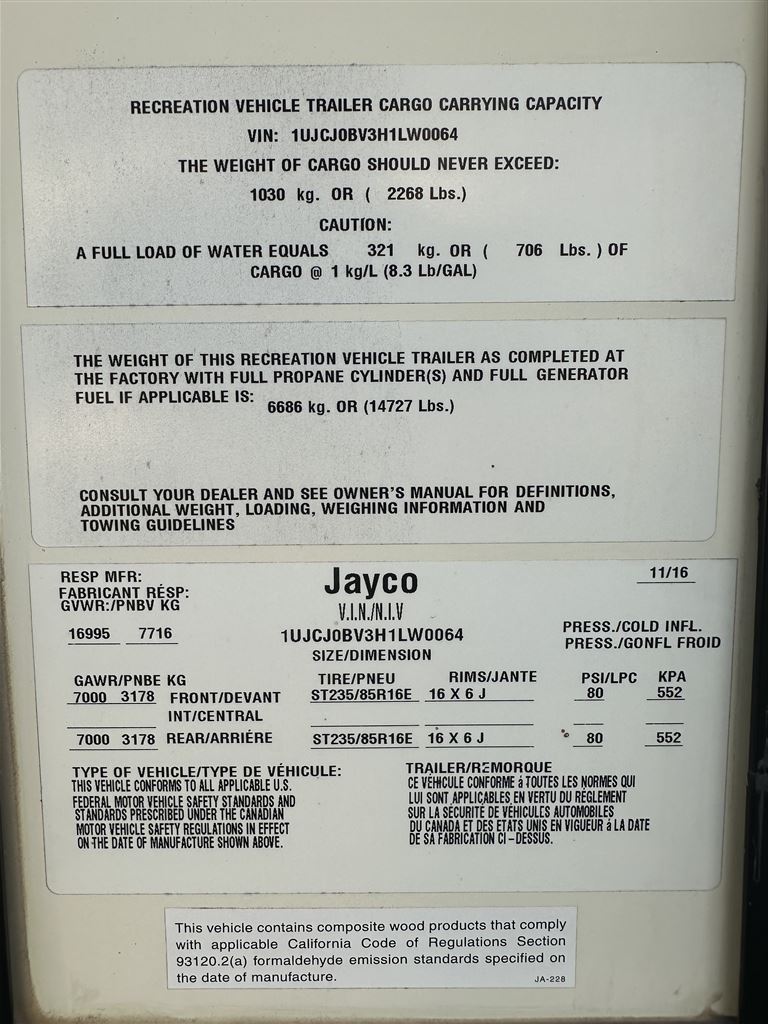 RECREATION VEHICLE TRAILER CARGO CARRYING CAPACITY
VIN: 1UJCJ0BV3H1LW0064
THE WEIGHT OF CARGO SHOULD NEVER EXCEED:
1030 kg. OR ( 2268 Lbs.)
CAUTION:
A FULL LOAD OF WATER EQUALS 321 kg. OR ( 706 Lbs. ) OF
CARGO @ 1 kg/L (8.3 Lb/GAL)
THE WEIGHT OF THIS RECREATION VEHICLE TRAILER AS COMPLETED AT
THE FACTORY WITH FULL PROPANE CYLINDER(S) AND FULL GENERATOR
FUEL IF APPLICABLE IS: 6686 kg. OR (14727 Lbs.)
CONSULT YOUR DEALER AND SEE OWNER'S MANUAL FOR DEFINITIONS,
ADDITIONAL WEIGHT, LOADING, WEIGHING INFORMATION AND
TOWING GUIDELINES
RESP MFR: Jayco 11/16
FABRICANT RÉSP:
GVWR:/PNBV KG V.I.N./N.I.V
16995 7716 1UJCJ0BV3H1LW0064 PRESS./COLD INFL.
SIZE/DIMENSION PRESS./GONFL FROID
GAWR/PNBE KG TIRE/PNEU RIMS/JANTE PSI/LPC KPA
7000 3178 FRONT/DEVANT ST235/85R16E 16 X 6 J 80 552
INT/CENTRAL
7000 3178 REAR/ARRIÉRE ST235/85R16E 16 X 6 J 80 552
TYPE OF VEHICLE/TYPE DE VÉHICULE: TRAILER/REMORQUE
THIS VEHICLE CONFORMS TO ALL APPLICABLE U.S.
FEDERAL MOTOR VEHICLE SAFETY STANDARDS AND
STANDARDS PRESCRIBED UNDER THE CANADIAN
MOTOR VEHICLE SAFETY REGULATIONS IN EFFECT
ON THE DATE OF MANUFACTURE SHOWN ABOVE.
CE VÉHICULE CONFORME á TOUTES LES NORMES QUI
LUI SONT APPLICABLES EN VERTU DU RÉGLEMENT
SUR LA SÉCURITÉ DE VÉHICULES AUTOMOBILES
DU CANADA ET DES ETATS UNIS EN VIGUEUR á LA DATE
DE SA FABRICATION CI-DESSUS.
This vehicle contains composite wood products that comply
with applicable California Code of Regulations Section
93120.2(a) formaldehyde emission standards specified on
the date of manufacture. JA-228